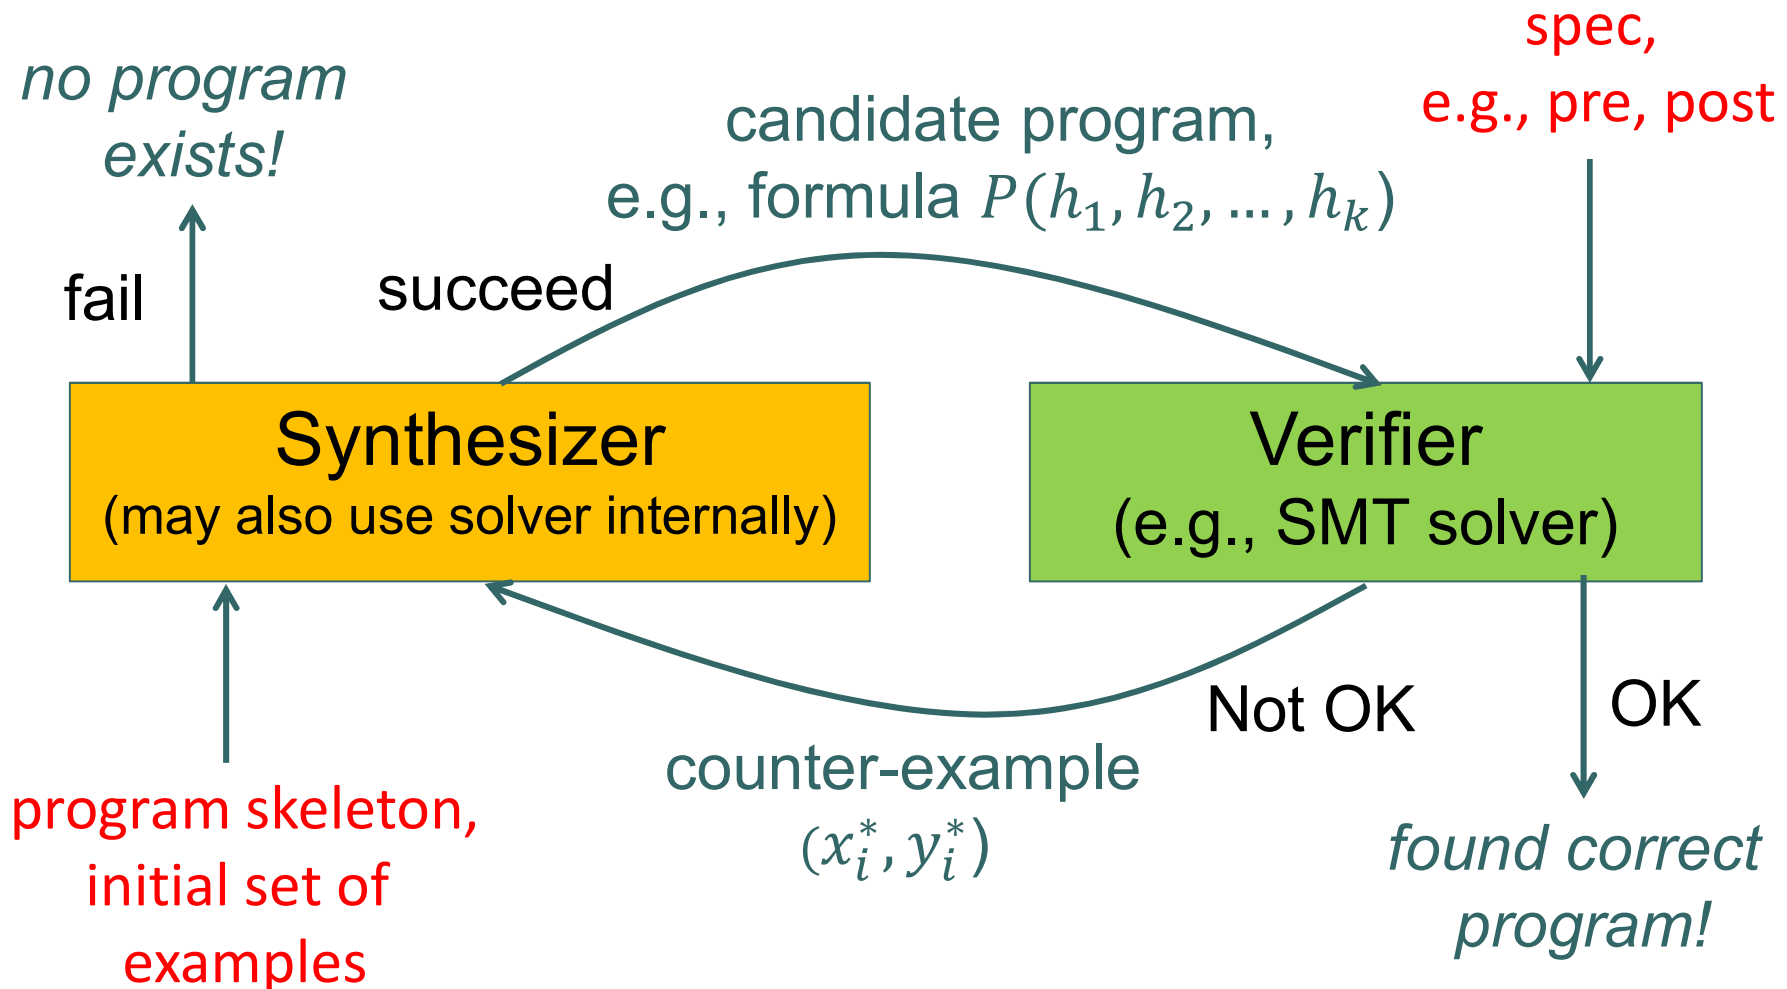 no program
exists!
candidate program,
e.g., formula P(h₁, h₂, … , hₖ)
spec,
e.g., pre, post
fail
succeed
Synthesizer
(may also use solver internally)
Verifier
(e.g., SMT solver)
Not OK
OK
counter-example
(xᵢ*, yᵢ*)
program skeleton,
initial set of
examples
found correct
program!